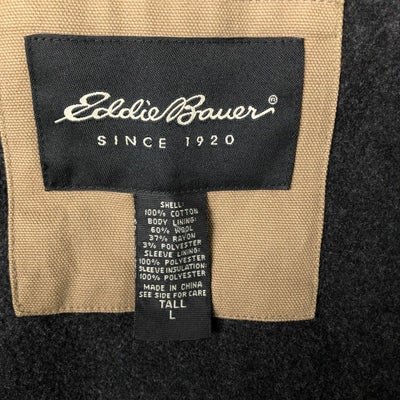 Eddie Bauer®
SINCE 1920
SHELL:
100% COTTON
BODY LINING:
60% WOOL
37% RAYON
3% POLYESTER
SLEEVE LINING:
100% POLYESTER
SLEEVE INSULATION:
100% POLYESTER
MADE IN CHINA
SEE SIDE FOR CARE
TALL
L